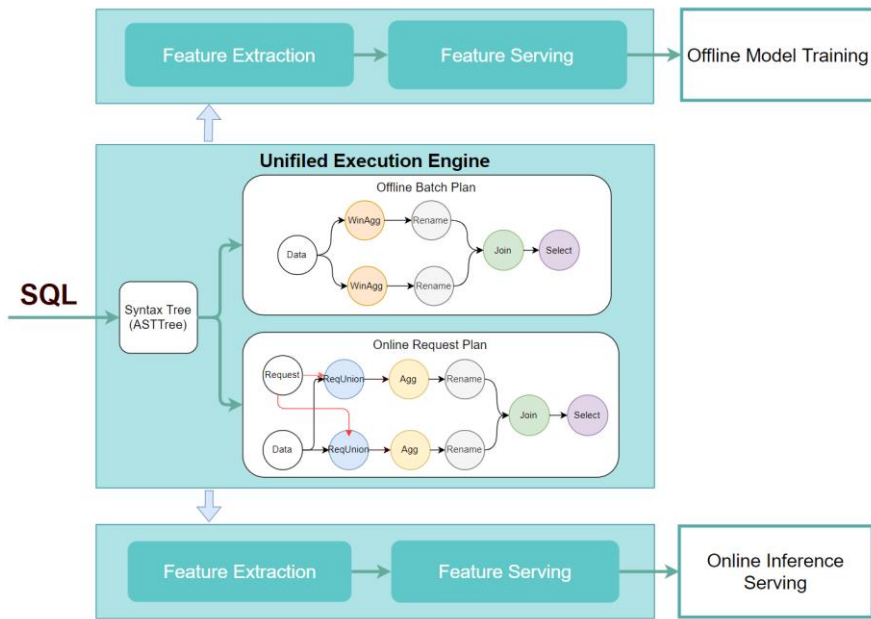 Feature Extraction
Feature Serving
Offline Model Training
Unifiled Execution Engine
Offline Batch Plan
WinAgg
Rename
Data
Join
Select
WinAgg
Rename
SQL
Syntax Tree
(ASTTree)
Online Request Plan
Request
ReqUnion
Agg
Rename
Join
Select
Data
ReqUnion
Agg
Rename
Feature Extraction
Feature Serving
Online Inference
Serving